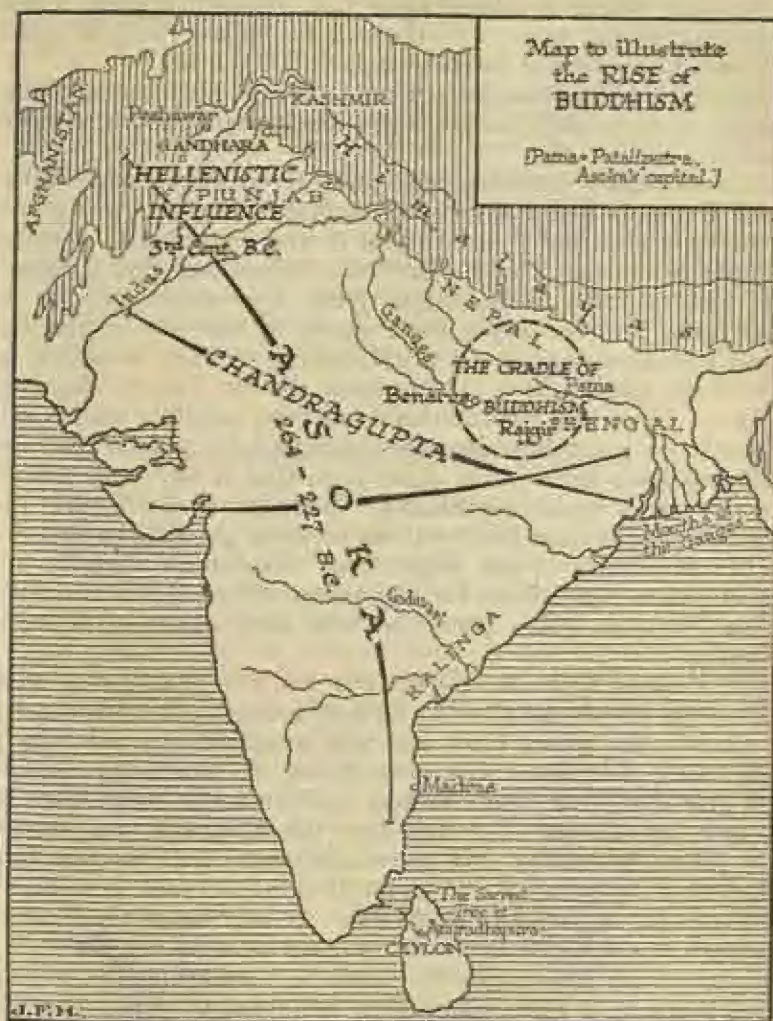 Map to illustrate
the RISE of
BUDDHISM
[Patna = Pataliputra,
Asoka's capital.]
AFGHANISTAN
Peshawar
KASHMIR
GANDHARA
HELLENISTIC
PUNJAB
INFLUENCE
3rd Cent. B.C.
Indus
Himalayas
NEPAL
Ganges
THE CRADLE OF
Patna
Benares
BUDDHISM
Rajgir
BENGAL
CHANDRAGUPTA
ASOKA
264 - 227 B.C.
Mouths of
the Ganges
Godavari
KALINGA
Madras
The Sacred
Tree of
Anuradhapura
CEYLON
J.F.H.